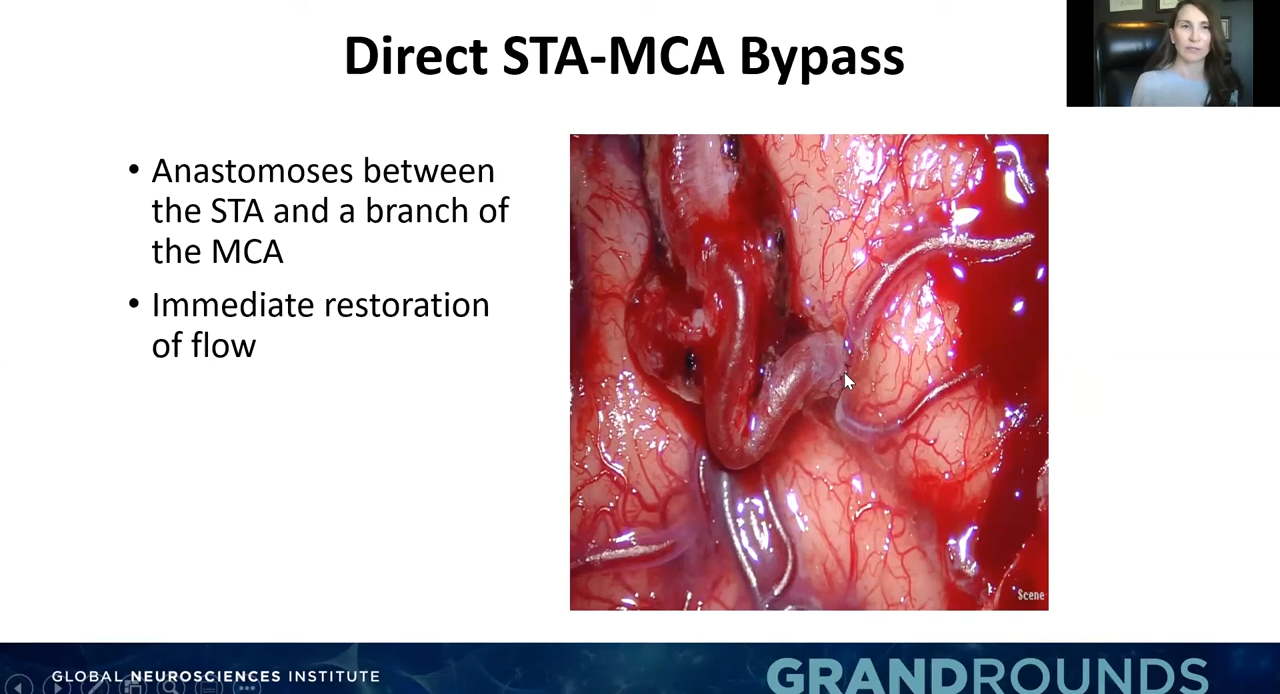 Direct STA-MCA Bypass
• Anastomoses between
the STA and a branch of
the MCA
• Immediate restoration
of flow
Scene
GLOBAL NEUROSCIENCES INSTITUTE
GRANDROUNDS